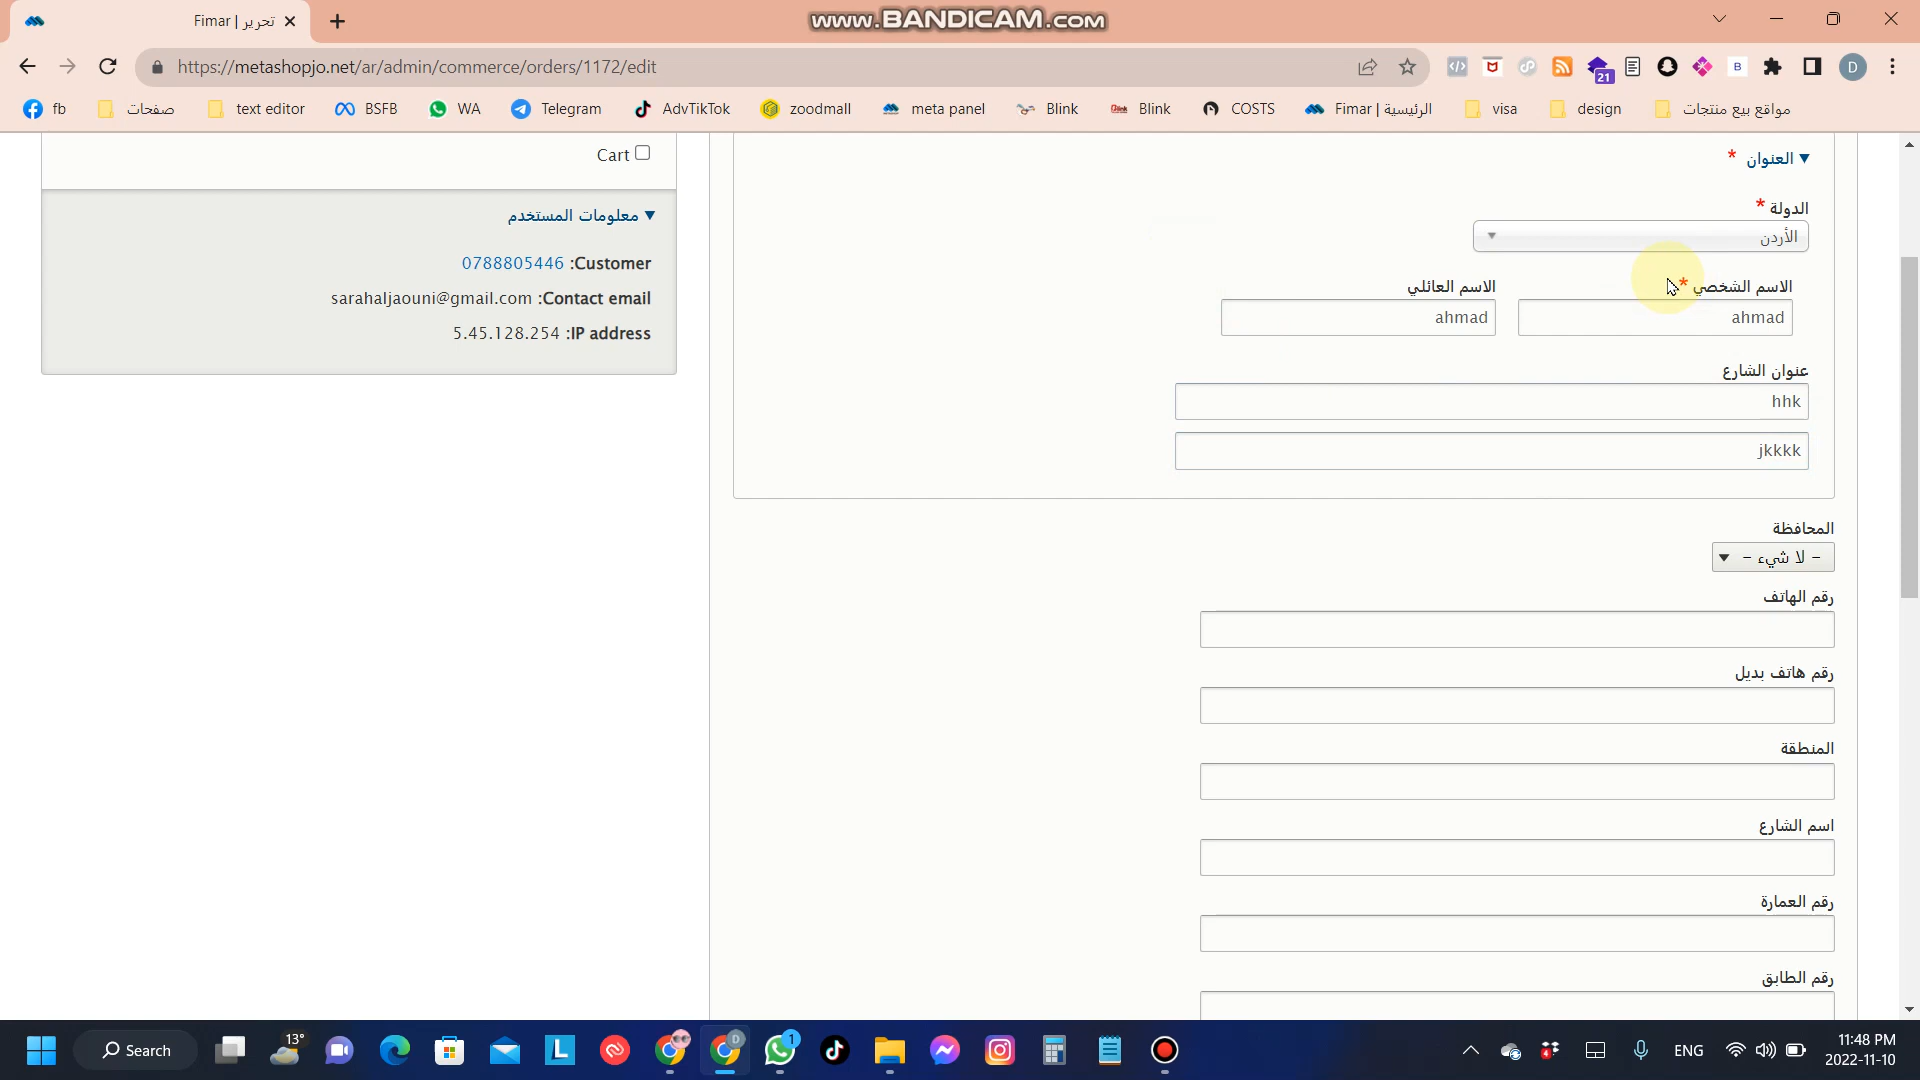 Fimar | تحرير
www.BANDICAM.com
https://metashopjo.net/ar/admin/commerce/orders/1172/edit
21
B
D
fb
صفحات
text editor
BSFB
WA
Telegram
AdvTikTok
zoodmall
meta panel
Blink
Blink
COSTS
Fimar | الرئيسية
visa
design
مواقع بيع منتجات
Cart
معلومات المستخدم
Customer: 0788805446
Contact email: sarahaljaouni@gmail.com
IP address: 5.45.128.254
العنوان *
الدولة *
الأردن
الاسم الشخصي *
الاسم العائلي
ahmad
ahmad
عنوان الشارع
hhk
jkkkk
المحافظة
- لا شيء -
رقم الهاتف
رقم هاتف بديل
المنطقة
اسم الشارع
رقم العمارة
رقم الطابق
Search
13°
L
D
1
4
ENG
11:48 PM
2022-11-10